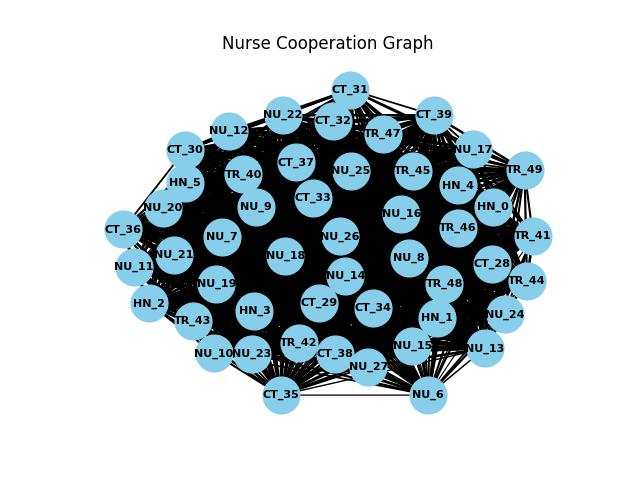 Nurse Cooperation Graph
CT_31
NU_22
CT_39
CT_32
NU_12
TR_47
CT_30
NU_17
CT_37
NU_25
TR_45
TR_49
TR_40
HN_5
HN_4
CT_33
NU_20
NU_9
HN_0
NU_16
CT_36
TR_46
NU_7
NU_26
TR_41
NU_21
NU_18
NU_8
NU_11
CT_28
NU_14
TR_44
NU_19
TR_48
HN_2
CT_29
CT_34
HN_3
NU_24
TR_43
HN_1
TR_42
NU_15
NU_13
NU_10
NU_23
CT_38
NU_27
CT_35
NU_6